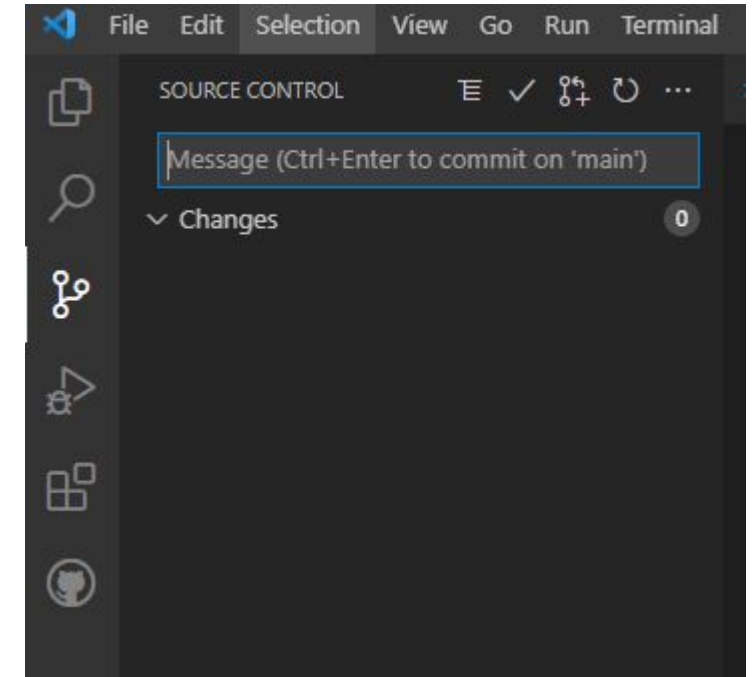 File Edit Selection View Go Run Terminal
SOURCE CONTROL
Message (Ctrl+Enter to commit on 'main')
Changes 0